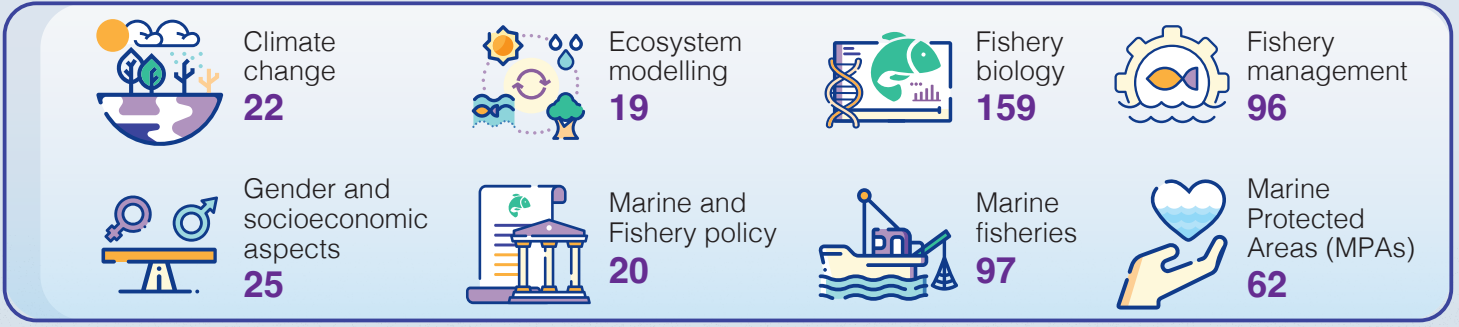 Climate
change
22
Ecosystem
modelling
19
Fishery
biology
159
Fishery
management
96
Gender and
socioeconomic
aspects
25
Marine and
Fishery policy
20
Marine
fisheries
97
Marine
Protected
Areas (MPAs)
62